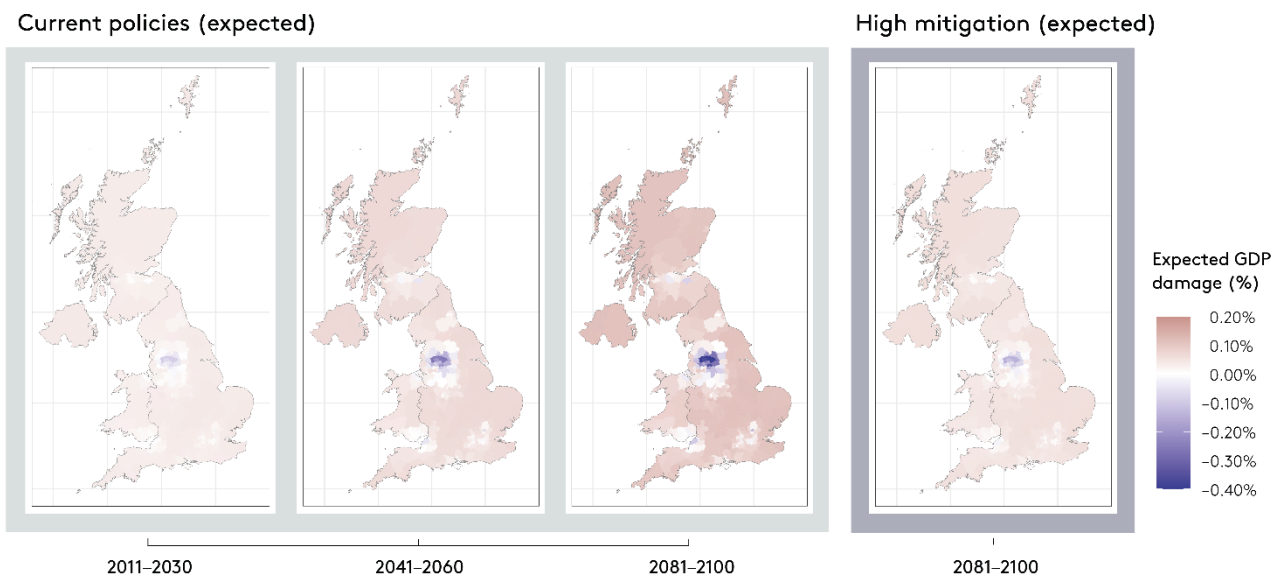 Current policies (expected)
High mitigation (expected)
Expected GDP
damage (%)
0.20%
0.10%
0.00%
−0.10%
−0.20%
−0.30%
−0.40%
2011–2030
2041–2060
2081–2100
2081–2100